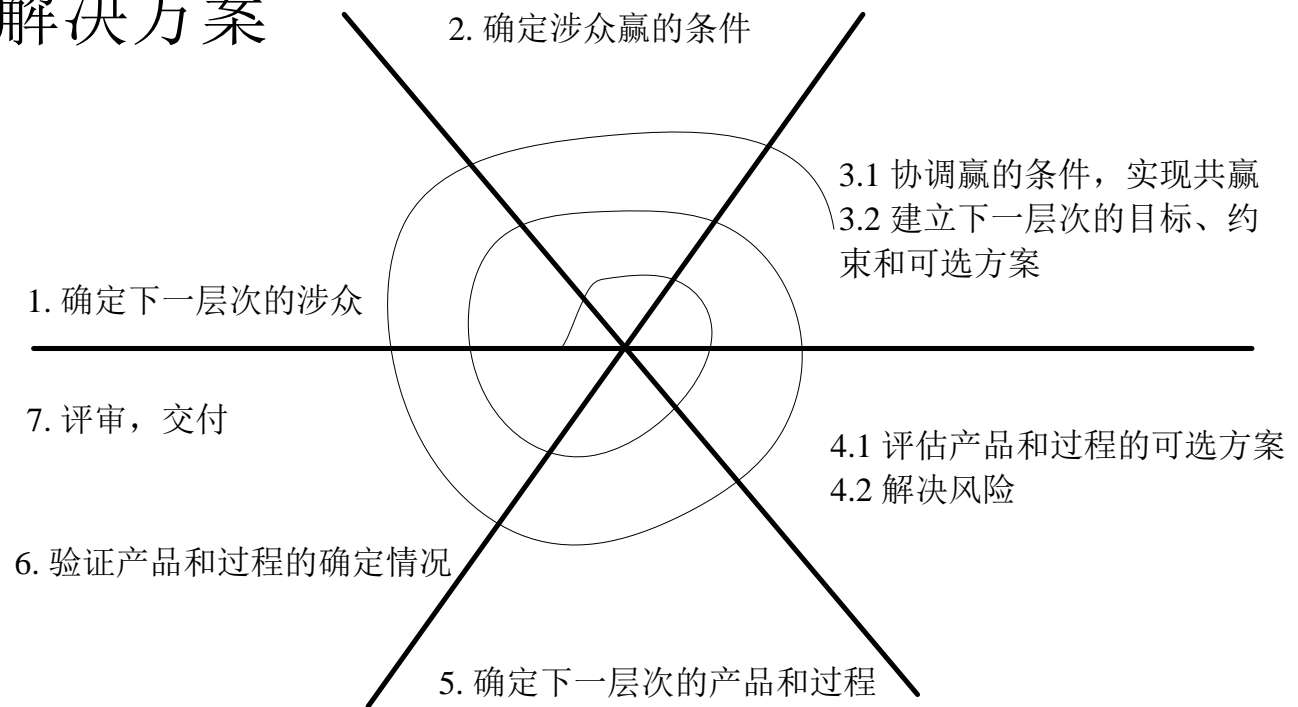 解决方案
2. 确定涉众赢的条件
3.1 协调赢的条件，实现共赢
3.2 建立下一层次的目标、约
束和可选方案
1. 确定下一层次的涉众
7. 评审，交付
4.1 评估产品和过程的可选方案
4.2 解决风险
6. 验证产品和过程的确定情况
5. 确定下一层次的产品和过程